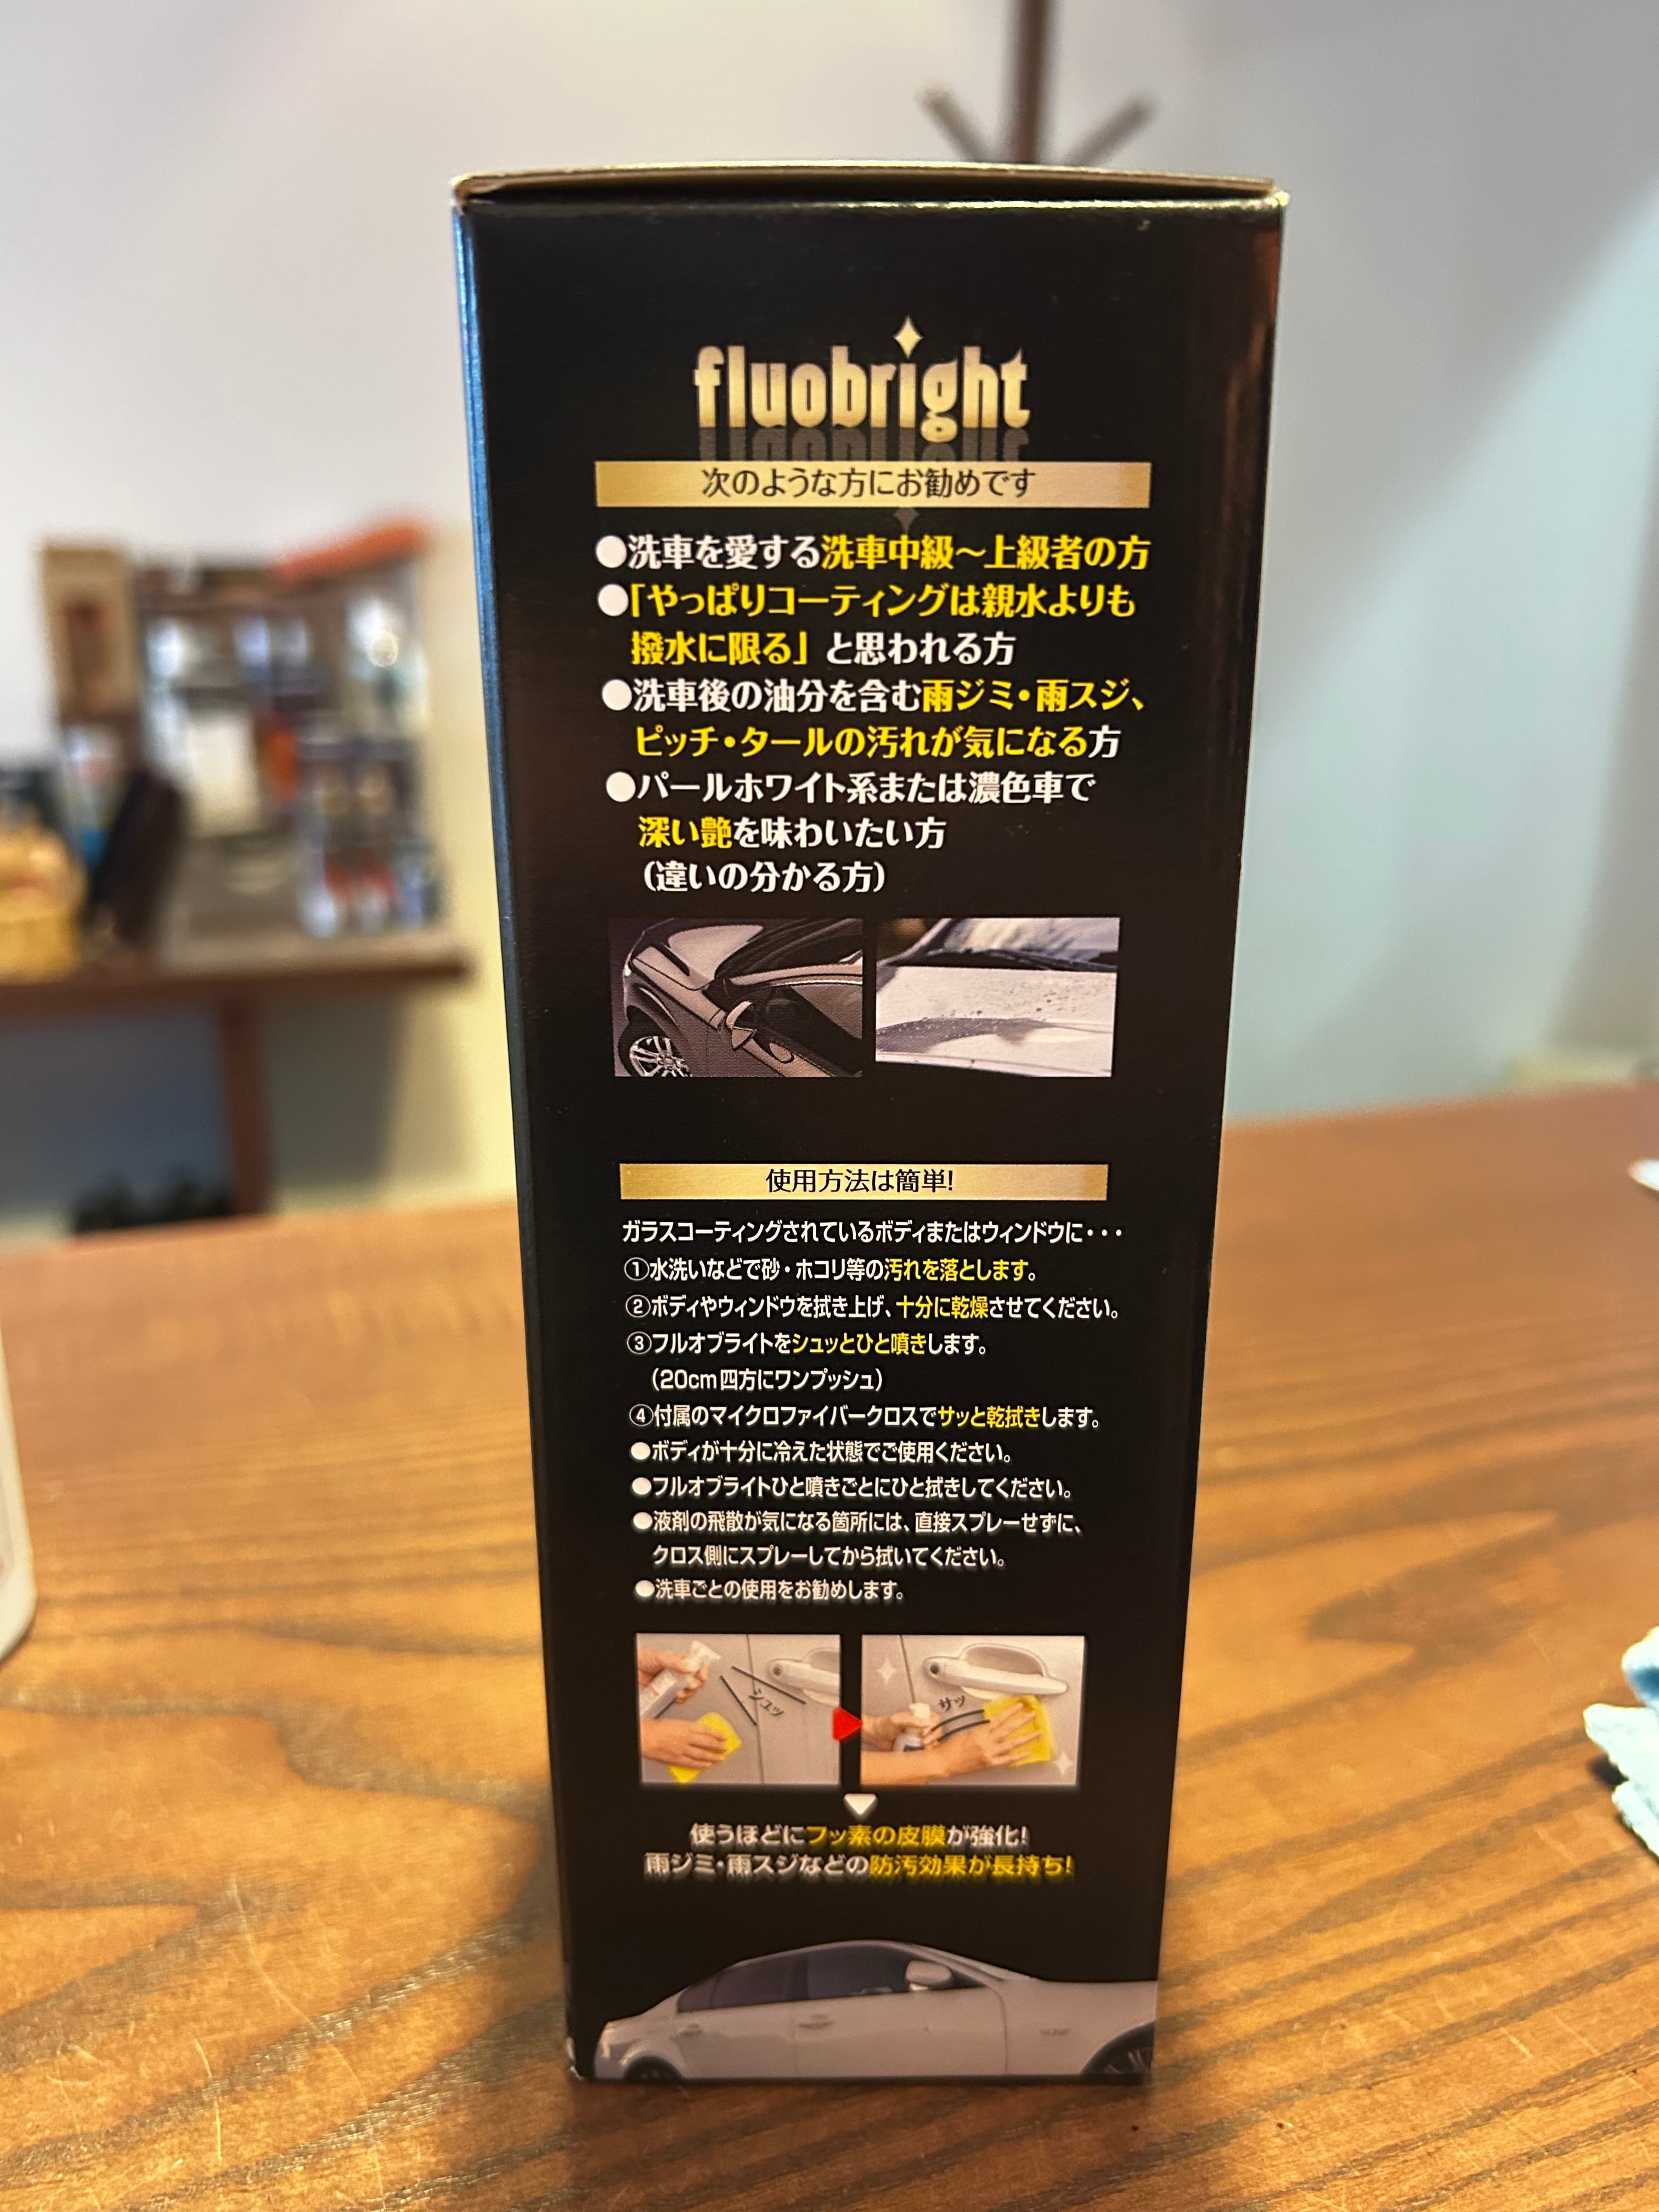 fluobright
次のような方にお勧めです
●洗車を愛する洗車中級〜上級者の方
●「やっぱりコーティングは親水よりも
撥水に限る」と思われる方
●洗車後の油分を含む雨ジミ・雨スジ、
ピッチ・タールの汚れが気になる方
●パールホワイト系または濃色車で
深い艶を味わいたい方
(違いの分かる方)
使用方法は簡単!
ガラスコーティングされているボディまたはウィンドウに・・・
①水洗いなどで砂・ホコリ等の汚れを落とします。
②ボディやウィンドウを拭き上げ、十分に乾燥させてください。
③フルオブライトをシュッとひと噴きします。
(20cm四方にワンプッシュ)
④付属のマイクロファイバークロスでサッと乾拭きします。
●ボディが十分に冷えた状態でご使用ください。
●フルオブライトひと噴きごとにひと拭きしてください。
●液剤の飛散が気になる箇所には、直接スプレーせずに、
クロス側にスプレーしてから拭いてください。
●洗車ごとの使用をお勧めします。
シュッ
サッ
使うほどにフッ素の皮膜が強化!
雨ジミ・雨スジなどの防汚効果が長持ち!